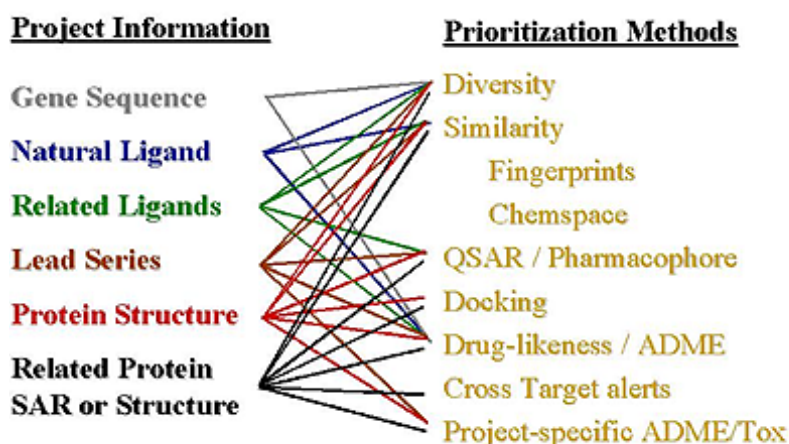 Project Information
Gene Sequence
Natural Ligand
Related Ligands
Lead Series
Protein Structure
Related Protein
SAR or Structure
Prioritization Methods
Diversity
Similarity
Fingerprints
Chemspace
QSAR / Pharmacophore
Docking
Drug-likeness / ADME
Cross Target alerts
Project-specific ADME/Tox